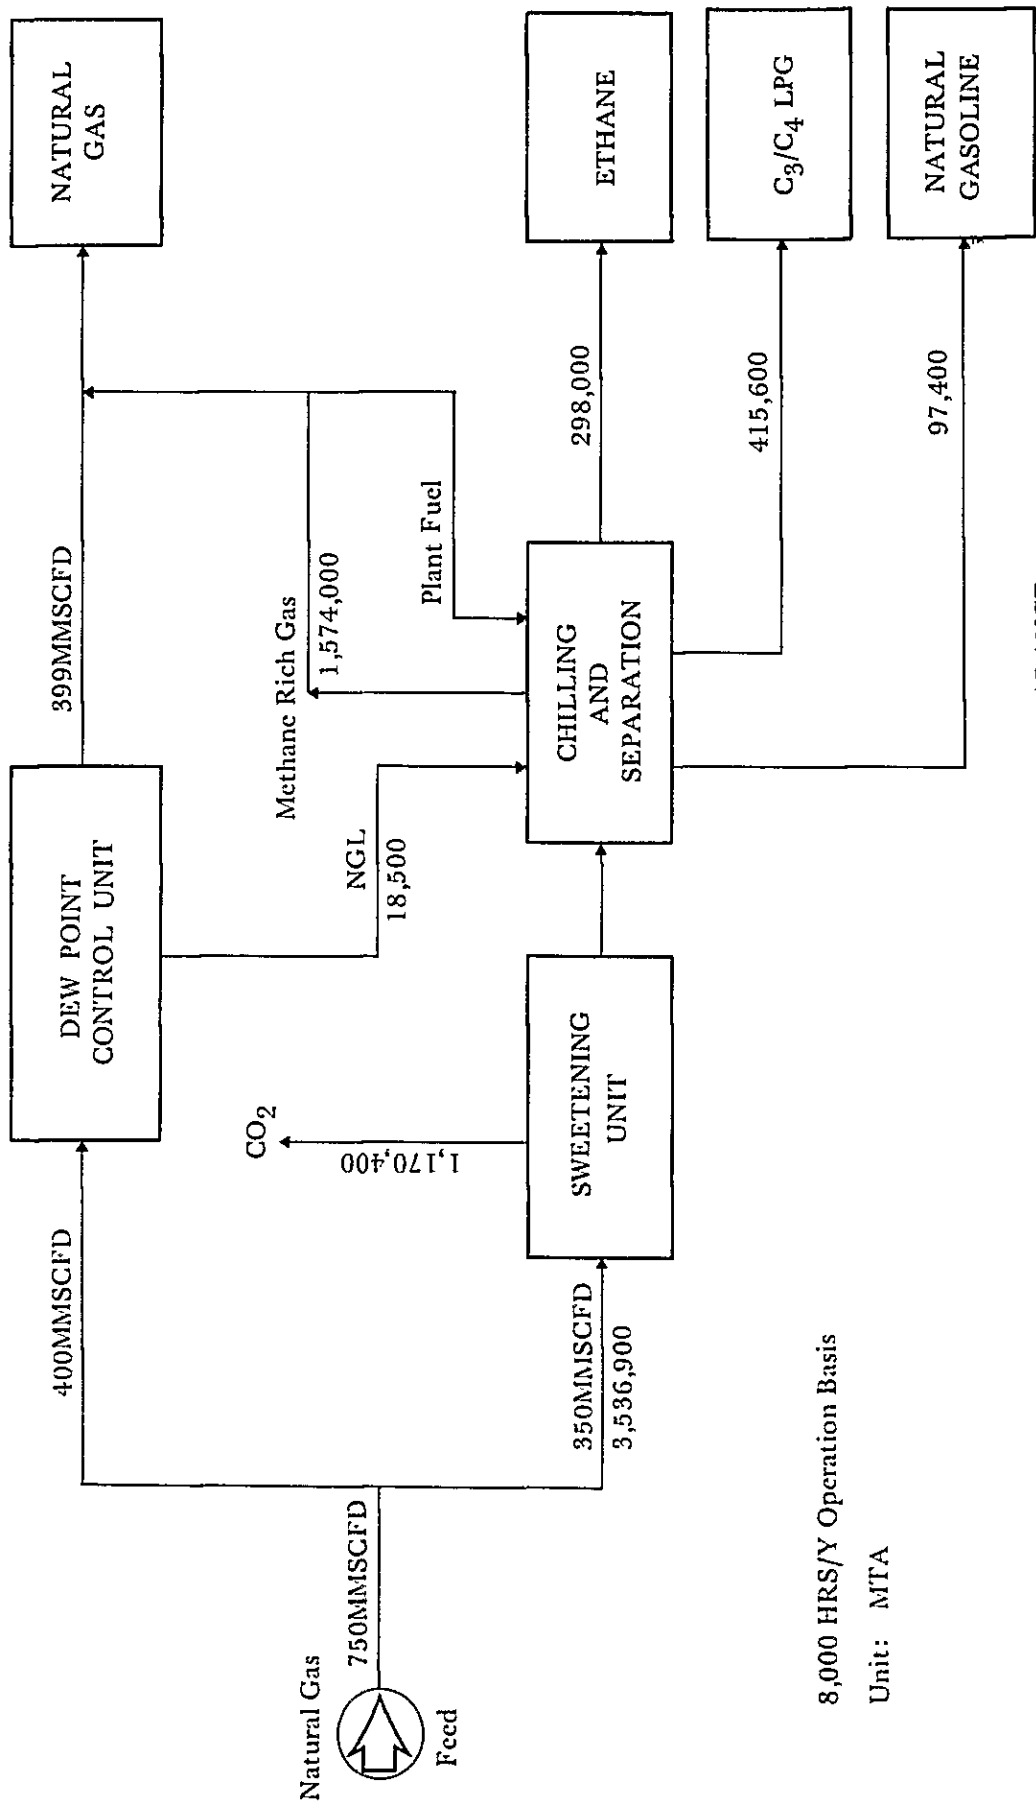 Natural Gas
Feed
750MMSCFD
400MMSCFD
DEW POINT
CONTROL UNIT
399MMSCFD
NATURAL
GAS
NGL
18,500
Methane Rich Gas
1,574,000
Plant Fuel
350MMSCFD
3,536,900
CO₂
1,170,400
SWEETENING
UNIT
CHILLING
AND
SEPARATION
298,000
ETHANE
415,600
C₃/C₄ LPG
97,400
NATURAL
GASOLINE
8,000 HRS/Y Operation Basis
Unit: MTA